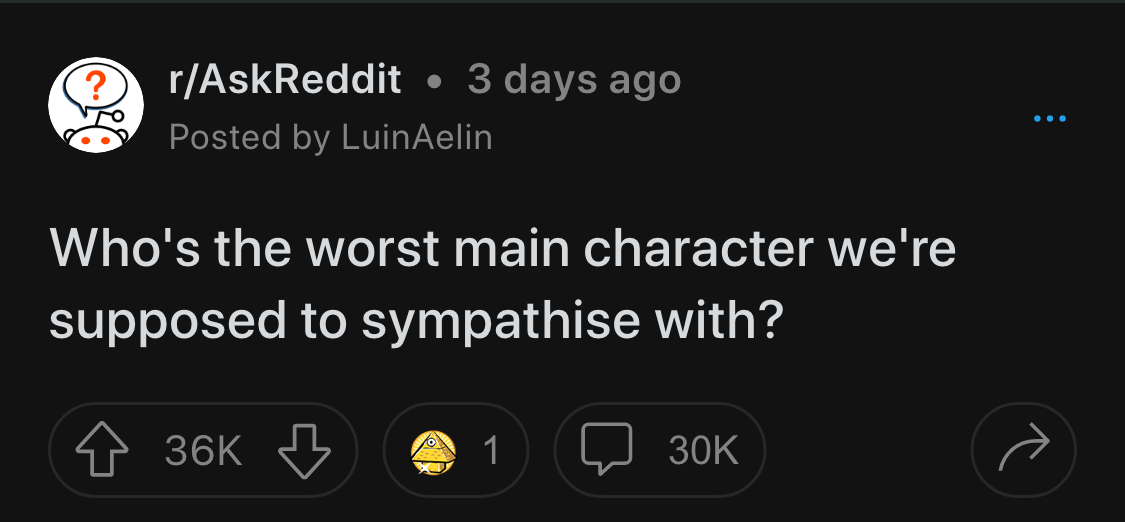 r/AskReddit • 3 days ago
Posted by LuinAelin
Who's the worst main character we're
supposed to sympathise with?
36K 1 30K